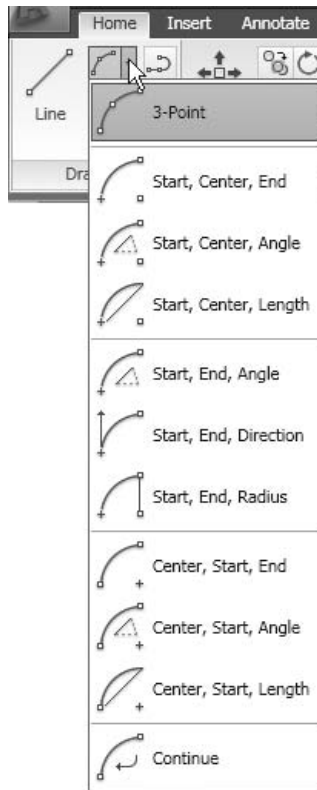 Home Insert Annotate
Line
Dra
3-Point
Start, Center, End
Start, Center, Angle
Start, Center, Length
Start, End, Angle
Start, End, Direction
Start, End, Radius
Center, Start, End
Center, Start, Angle
Center, Start, Length
Continue